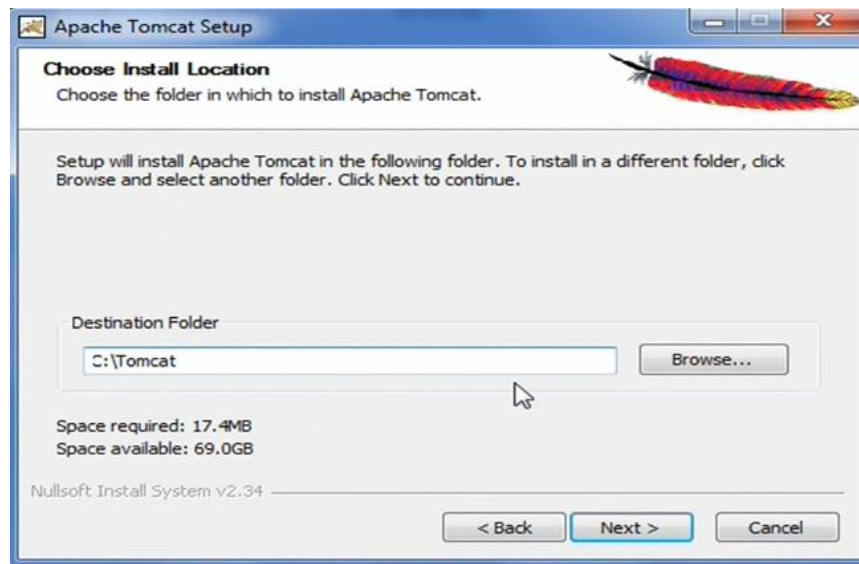 Apache Tomcat Setup
Choose Install Location
Choose the folder in which to install Apache Tomcat.
Setup will install Apache Tomcat in the following folder. To install in a different folder, click
Browse and select another folder. Click Next to continue.
Destination Folder
C:\Tomcat
Browse...
Space required: 17.4MB
Space available: 69.0GB
Nullsoft Install System v2.34
< Back
Next >
Cancel